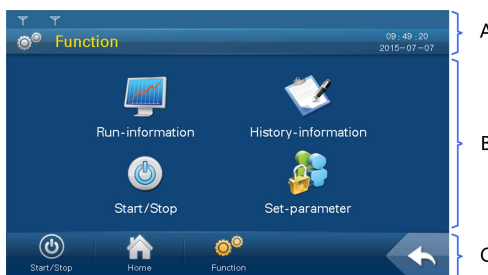 Function
09:49:20
2015-07-07
A
Run-information
History-information
B
Start/Stop
Set-parameter
Start/Stop
Home
Function
C